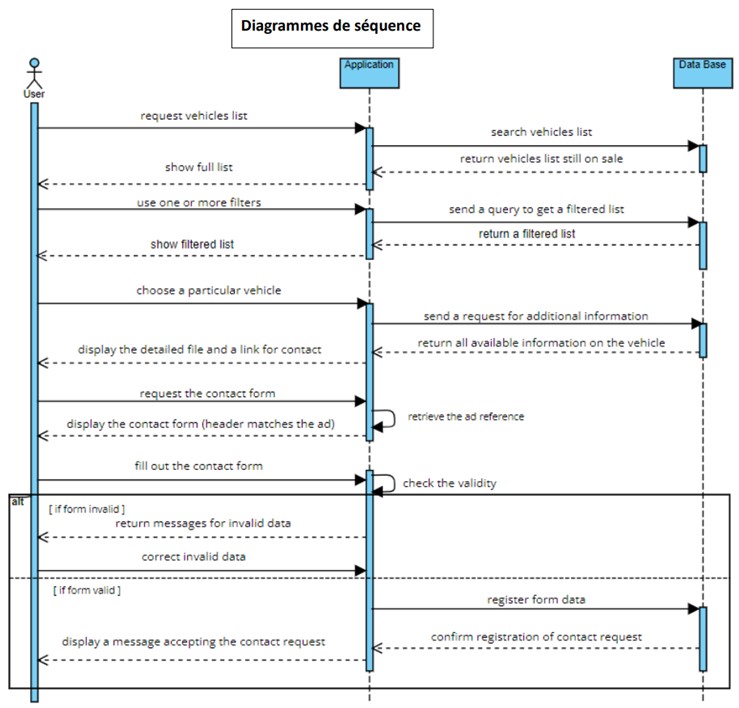 Diagrammes de séquence
User
Application
Data Base
request vehicles list
search vehicles list
return vehicles list still on sale
show full list
use one or more filters
send a query to get a filtered list
return a filtered list
show filtered list
choose a particular vehicle
send a request for additional information
return all available information on the vehicle
display the detailed file and a link for contact
request the contact form
retrieve the ad reference
display the contact form (header matches the ad)
fill out the contact form
check the validity
alt
[ if form invalid ]
return messages for invalid data
correct invalid data
[ if form valid ]
register form data
confirm registration of contact request
display a message accepting the contact request